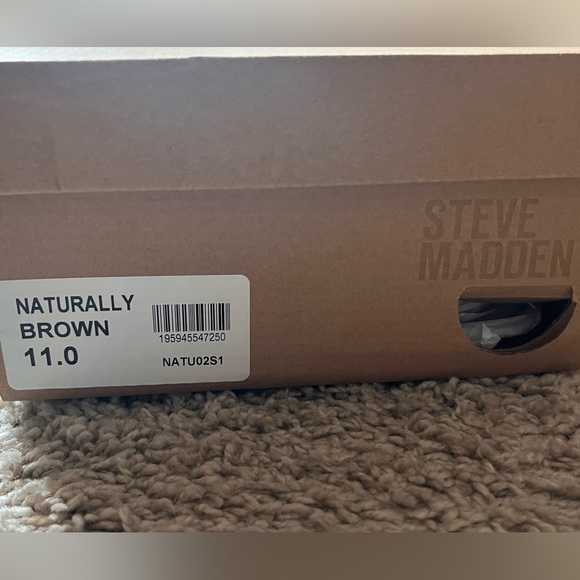 STEVE
MADDEN
NATURALLY
BROWN
11.0
195945547250
NATU02S1